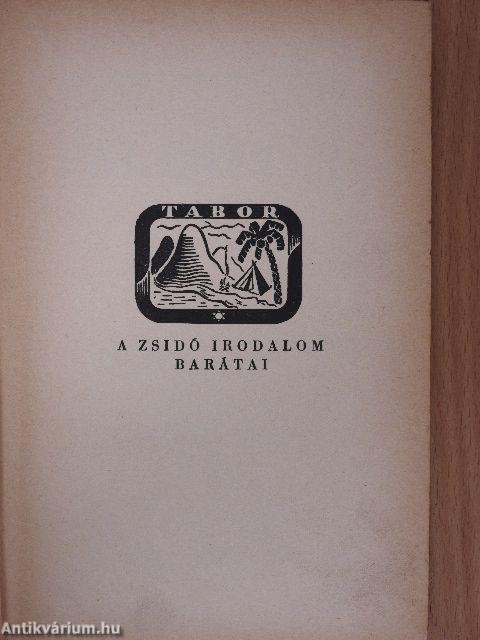 TABOR
A ZSIDÓ IRODALOM
BARÁTAI
Antikvárium.hu